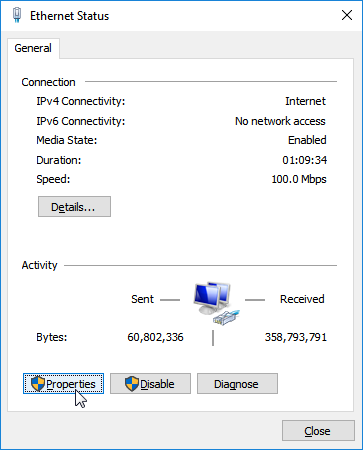 Ethernet Status
General
Connection
IPv4 Connectivity: Internet
IPv6 Connectivity: No network access
Media State: Enabled
Duration: 01:09:34
Speed: 100.0 Mbps
Details...
Activity
Sent Received
Bytes: 60,802,336 358,793,791
Properties Disable Diagnose
Close